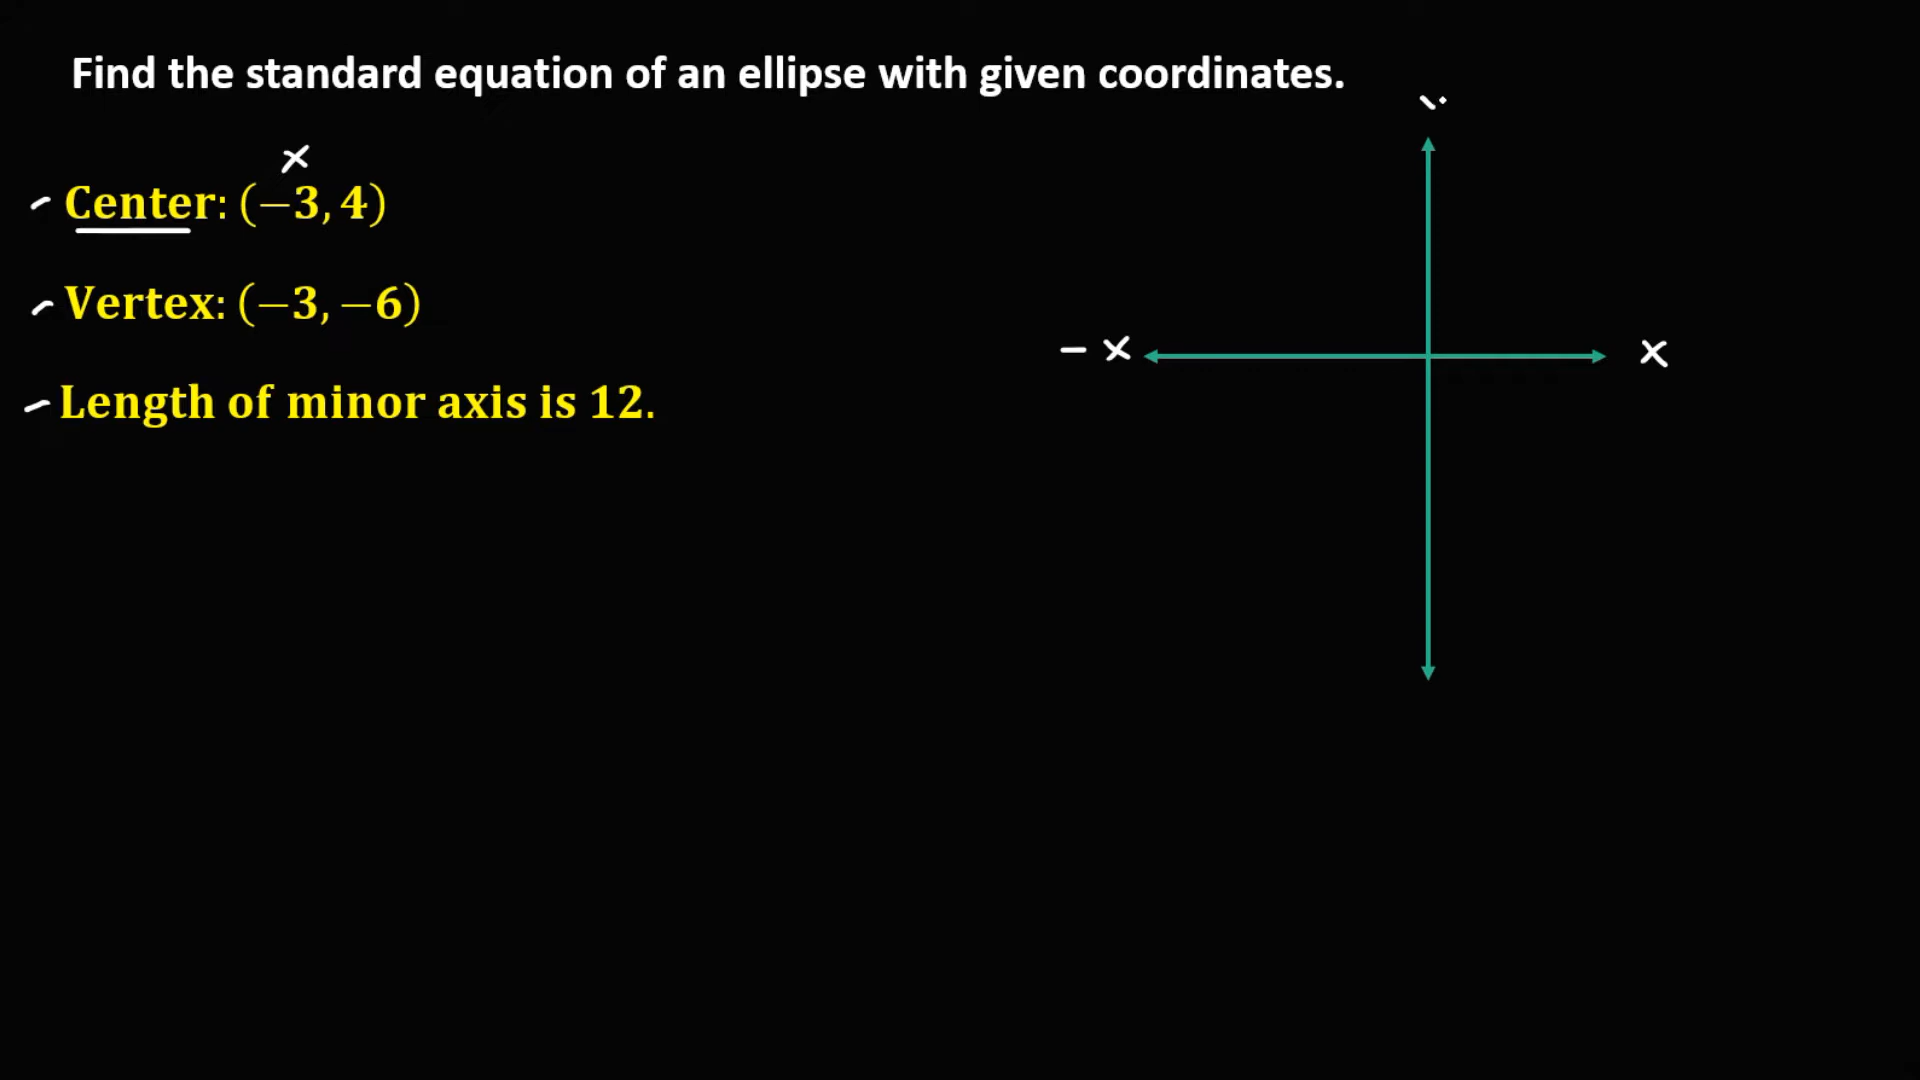 Find the standard equation of an ellipse with given coordinates.
x
Center: (−3, 4)
Vertex: (−3, −6)
− x x
Length of minor axis is 12.